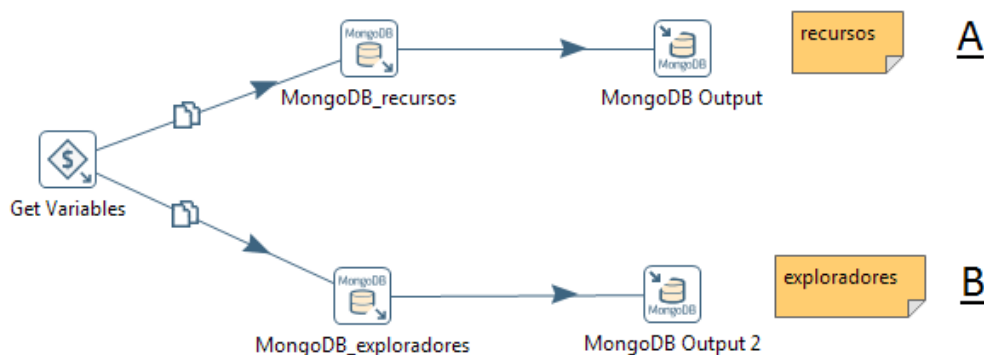 MongoDB
MongoDB_recursos
MongoDB
MongoDB Output
recursos
A
$
Get Variables
MongoDB
MongoDB_exploradores
MongoDB
MongoDB Output 2
exploradores
B